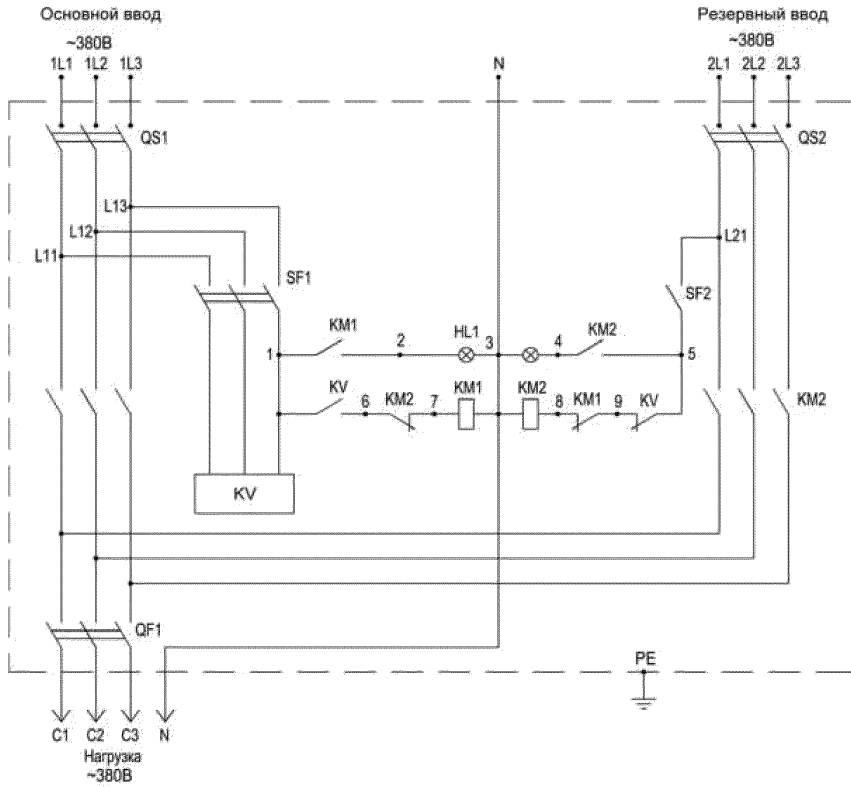 Основной ввод
Резервный ввод
~380В
~380В
1L1 1L2 1L3
N
2L1 2L2 2L3
QS1
QS2
L13
L12
L11
L21
SF1
SF2
KM1
2
HL1
3
4
KM2
1
5
KV
6
KM2
7
KM1
KM2
8
KM1
9
KV
KM2
KV
QF1
PE
C1 C2 C3 N
Нагрузка
~380В